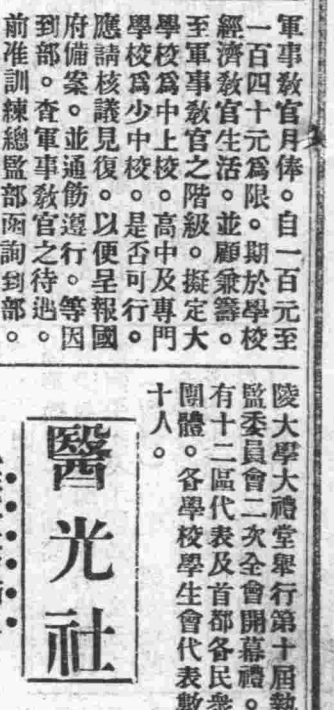 軍事教官月俸。自一百元至
一百四十元爲限。期於學校
經濟教官生活。並顧兼籌。
至軍事教官之階級。擬定大
學校爲中上校。高中及專門
學校爲少中校。是否可行。
應請核議見復。以便呈報國
府備案。並通飭遵行。等因
到部。查軍事教官之待遇。
前准訓練總監部函詢到部。
陵大學大禮堂舉行第十屆執
監委員會二次全會開幕禮。
有十二區代表及首都各民衆
團體。各學校學生會代表數
十人。
醫光社